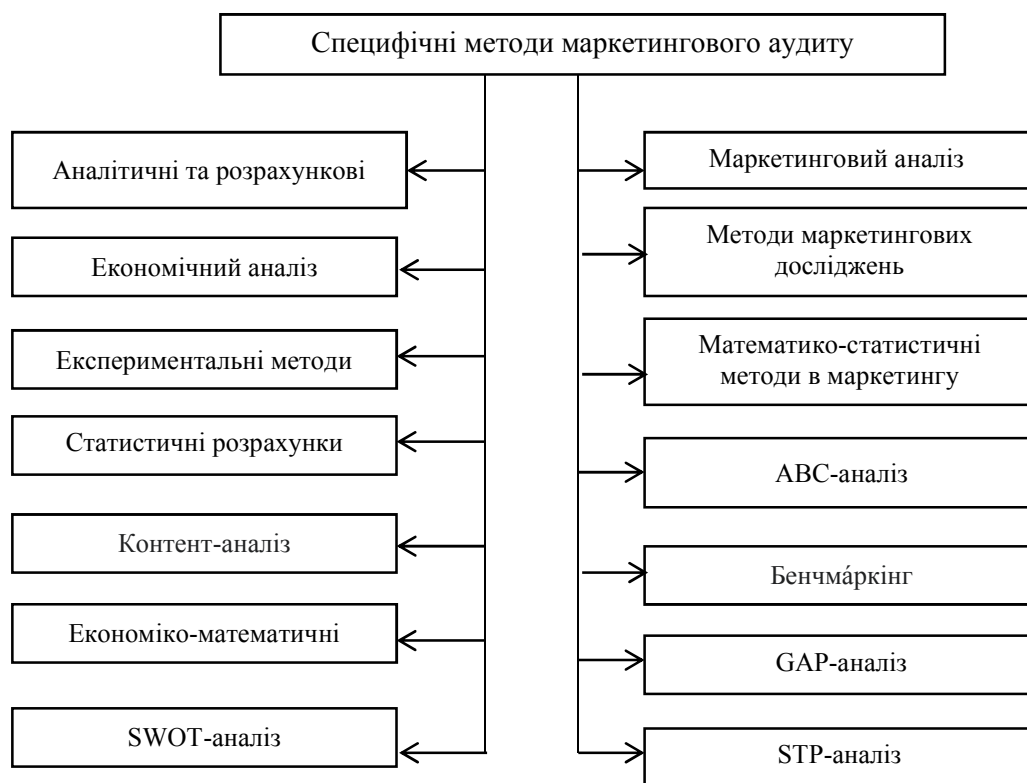 Специфічні методи маркетингового аудиту
Аналітичні та розрахункові
Економічний аналіз
Експериментальні методи
Статистичні розрахунки
Контент-аналіз
Економіко-математичні
SWOT-аналіз
Маркетинговий аналіз
Методи маркетингових
досліджень
Математико-статистичні
методи в маркетингу
АВС-аналіз
Бенчма́ркінг
GAP-аналіз
STP-аналіз